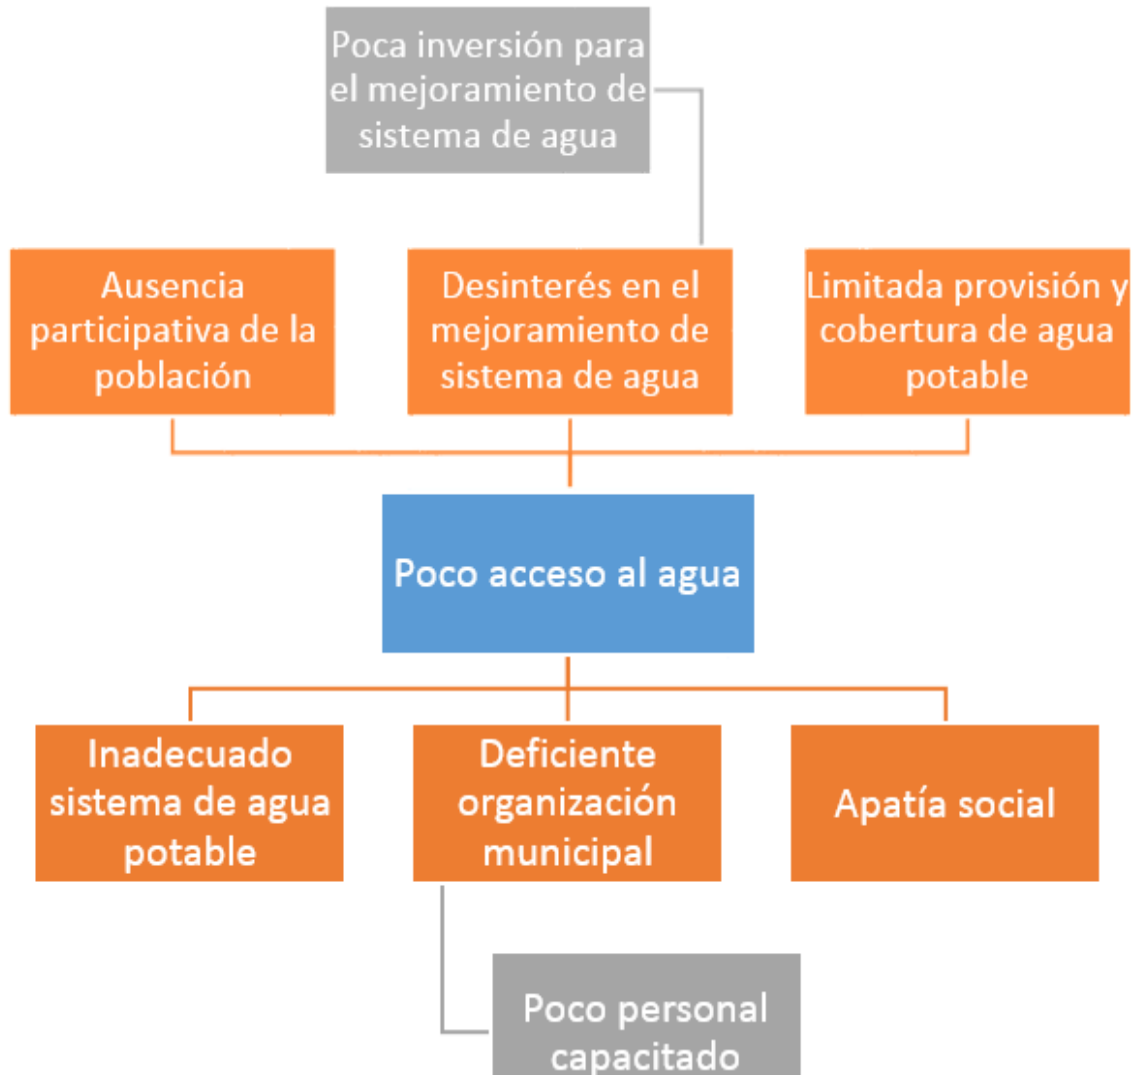 Poca inversión para
el mejoramiento de
sistema de agua
Ausencia
participativa de la
población
Desinterés en el
mejoramiento de
sistema de agua
Limitada provisión y
cobertura de agua
potable
Poco acceso al agua
Inadecuado
sistema de agua
potable
Deficiente
organización
municipal
Apatía social
Poco personal
capacitado